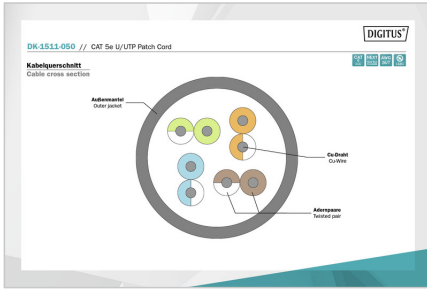 DIGITUS®
DK-1511-050 // CAT 5e U/UTP Patch Cord
Kabelquerschnitt
Cable cross section
Außenmantel
Outer jacket
Cu-Draht
Cu-Wire
Aderspaare
Twisted pair